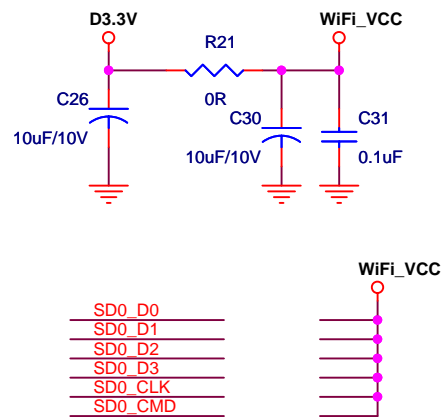 D3.3V
WiFi_VCC
R21
C26
0R
C30
C31
10uF/10V
10uF/10V
0.1uF
WiFi_VCC
SD0_D0
SD0_D1
SD0_D2
SD0_D3
SD0_CLK
SD0_CMD